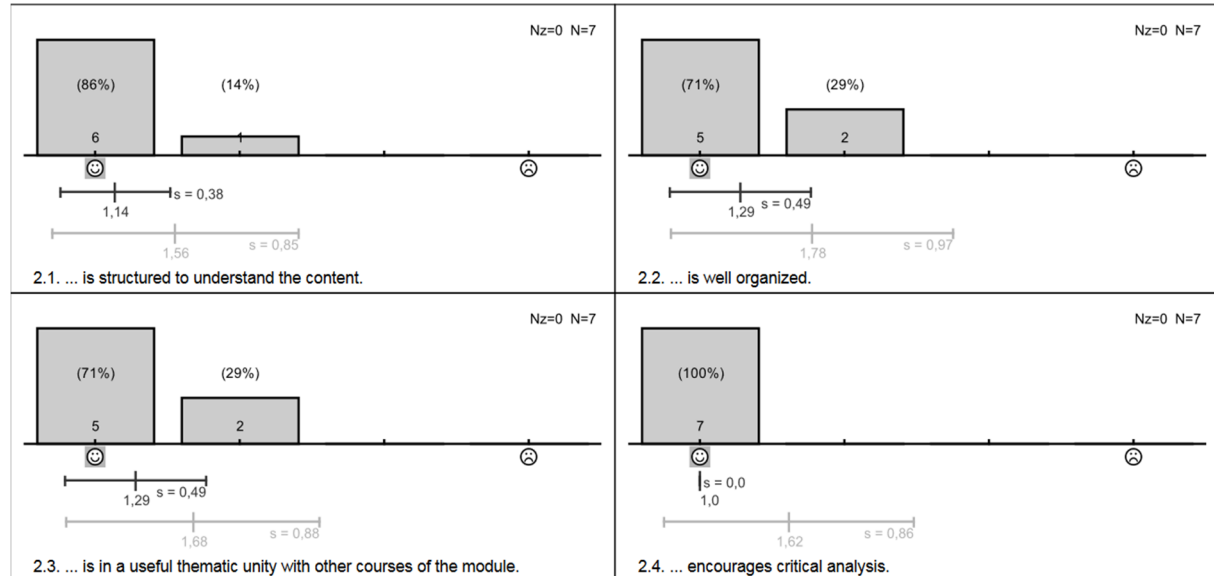 Nz=0 N=7
(86%) (14%)
6 1
s = 0,38
1,14
s = 0,85
1,56
2.1. ... is structured to understand the content.
Nz=0 N=7
(71%) (29%)
5 2
s = 0,49
1,29
s = 0,97
1,78
2.2. ... is well organized.
Nz=0 N=7
(71%) (29%)
5 2
s = 0,49
1,29
s = 0,88
1,68
2.3. ... is in a useful thematic unity with other courses of the module.
Nz=0 N=7
(100%)
7
s = 0,0
1,0
s = 0,86
1,62
2.4. ... encourages critical analysis.